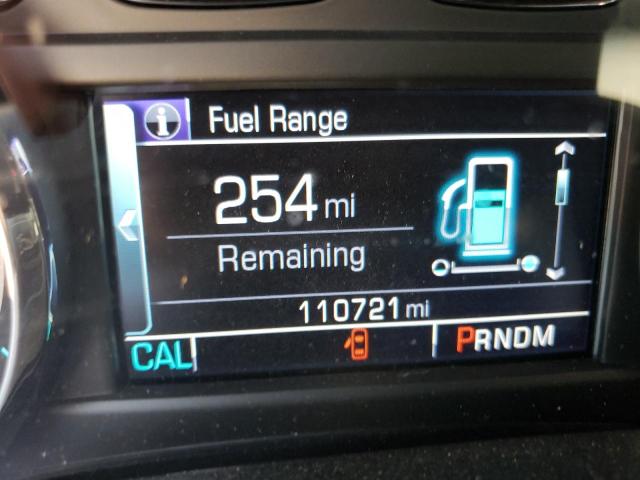 i Fuel Range
254 mi
Remaining
110721 mi
CAL PRNDM